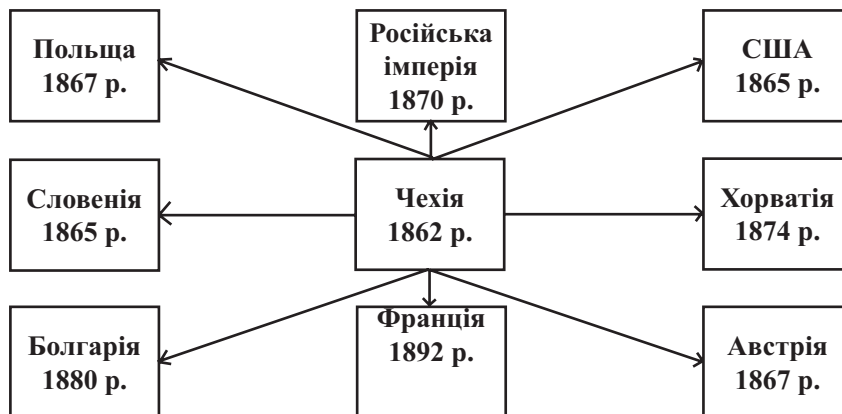 Польща
1867 р.
Російська
імперія
1870 р.
США
1865 р.
Словенія
1865 р.
Чехія
1862 р.
Хорватія
1874 р.
Болгарія
1880 р.
Франція
1892 р.
Австрія
1867 р.